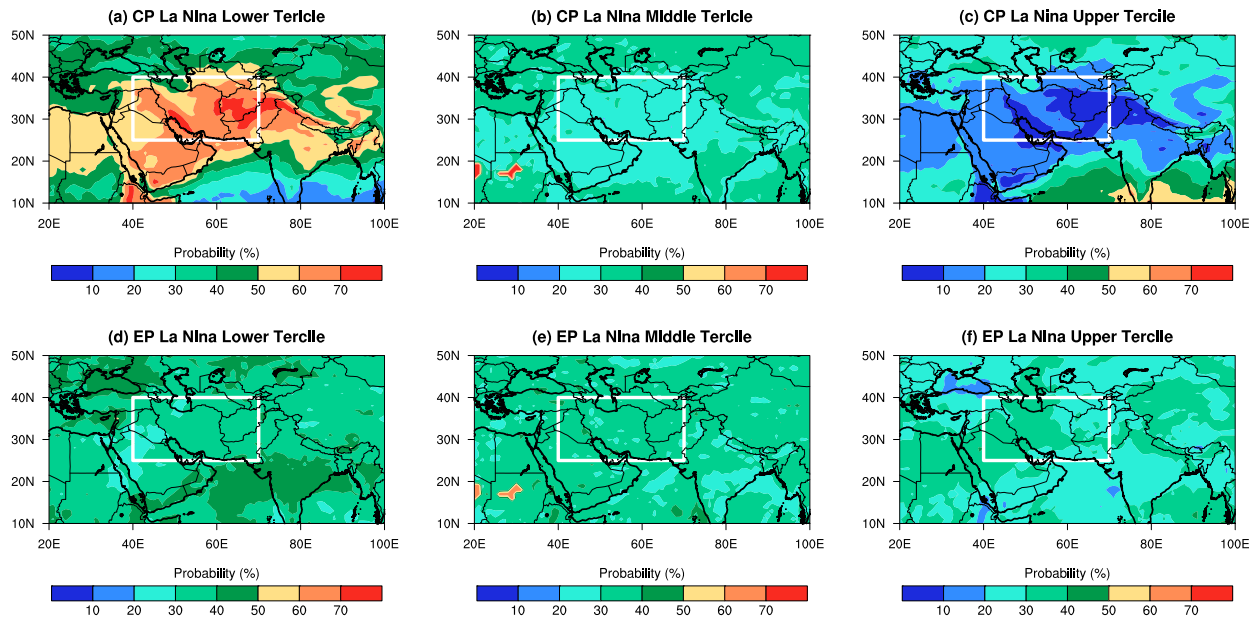 (a) CP La Nina Lower Tericle
(b) CP La Nina Middle Tericle
(c) CP La Nina Upper Tercile
50N
40N
30N
20N
10N
20E 40E 60E 80E 100E
50N
40N
30N
20N
10N
20E 40E 60E 80E 100E
50N
40N
30N
20N
10N
20E 40E 60E 80E 100E
Probability (%)
10 20 30 40 50 60 70
Probability (%)
10 20 30 40 50 60 70
Probability (%)
10 20 30 40 50 60 70
(d) EP La Nina Lower Tercile
(e) EP La Nina Middle Tercile
(f) EP La Nina Upper Tercile
50N
40N
30N
20N
10N
20E 40E 60E 80E 100E
50N
40N
30N
20N
10N
20E 40E 60E 80E 100E
50N
40N
30N
20N
10N
20E 40E 60E 80E 100E
Probability (%)
10 20 30 40 50 60 70
Probability (%)
10 20 30 40 50 60 70
Probability (%)
10 20 30 40 50 60 70